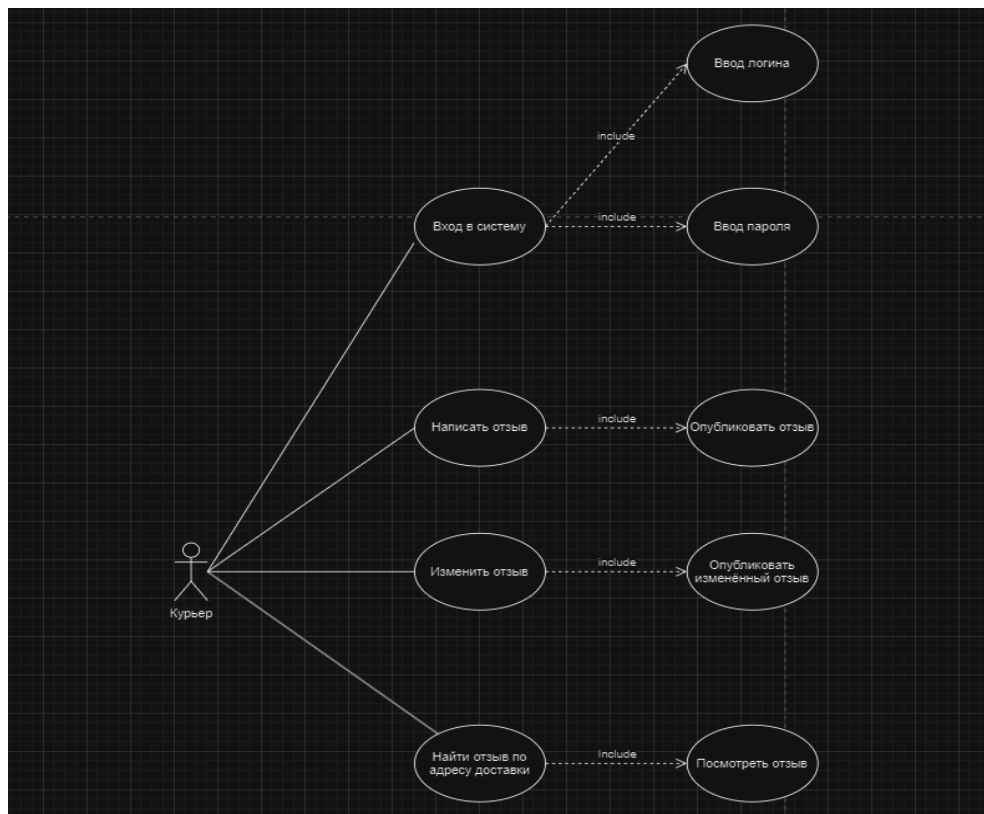 Ввод логина
include
Вход в систему
include
Ввод пароля
Написать отзыв
include
Опубликовать отзыв
Изменить отзыв
include
Опубликовать
изменённый отзыв
Курьер
Найти отзыв по
адресу доставки
Include
Посмотреть отзыв